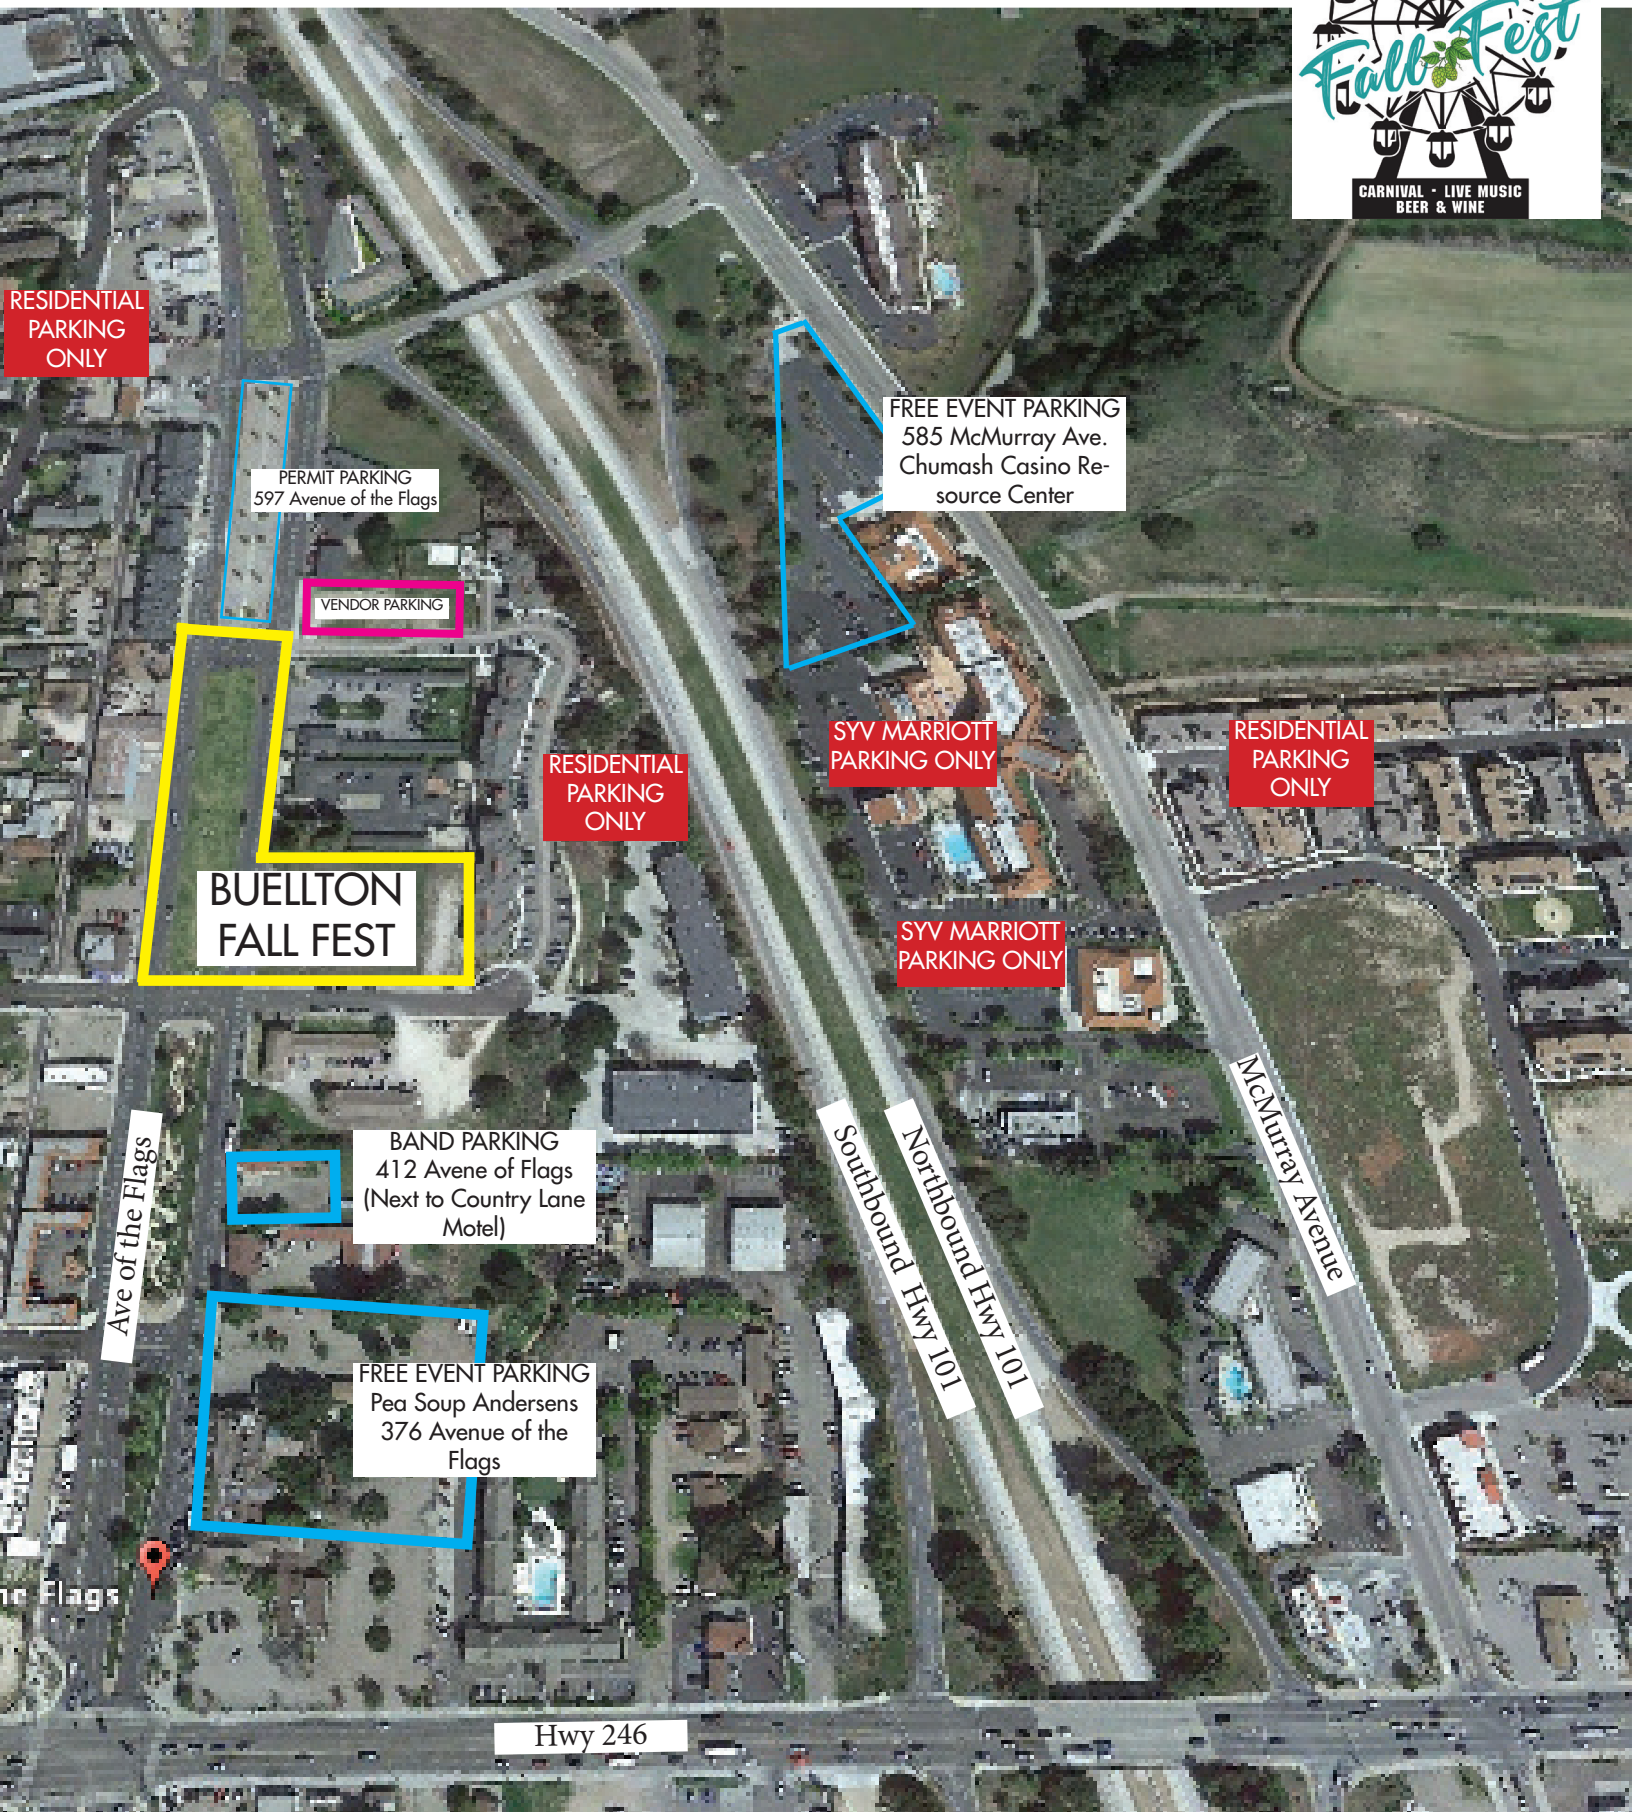 Fall Fest
CARNIVAL · LIVE MUSIC
BEER & WINE
RESIDENTIAL
PARKING
ONLY
FREE EVENT PARKING
585 McMurray Ave.
Chumash Casino Re-
source Center
PERMIT PARKING
597 Avenue of the Flags
VENDOR PARKING
SYV MARRIOTT
PARKING ONLY
RESIDENTIAL
PARKING
ONLY
RESIDENTIAL
PARKING
ONLY
BUELLTON
FALL FEST
SYV MARRIOTT
PARKING ONLY
McMurray Avenue
Southbound Hwy 101
Northbound Hwy 101
Ave of the Flags
BAND PARKING
412 Avene of Flags
(Next to Country Lane
Motel)
FREE EVENT PARKING
Pea Soup Andersens
376 Avenue of the
Flags
he Flags
Hwy 246